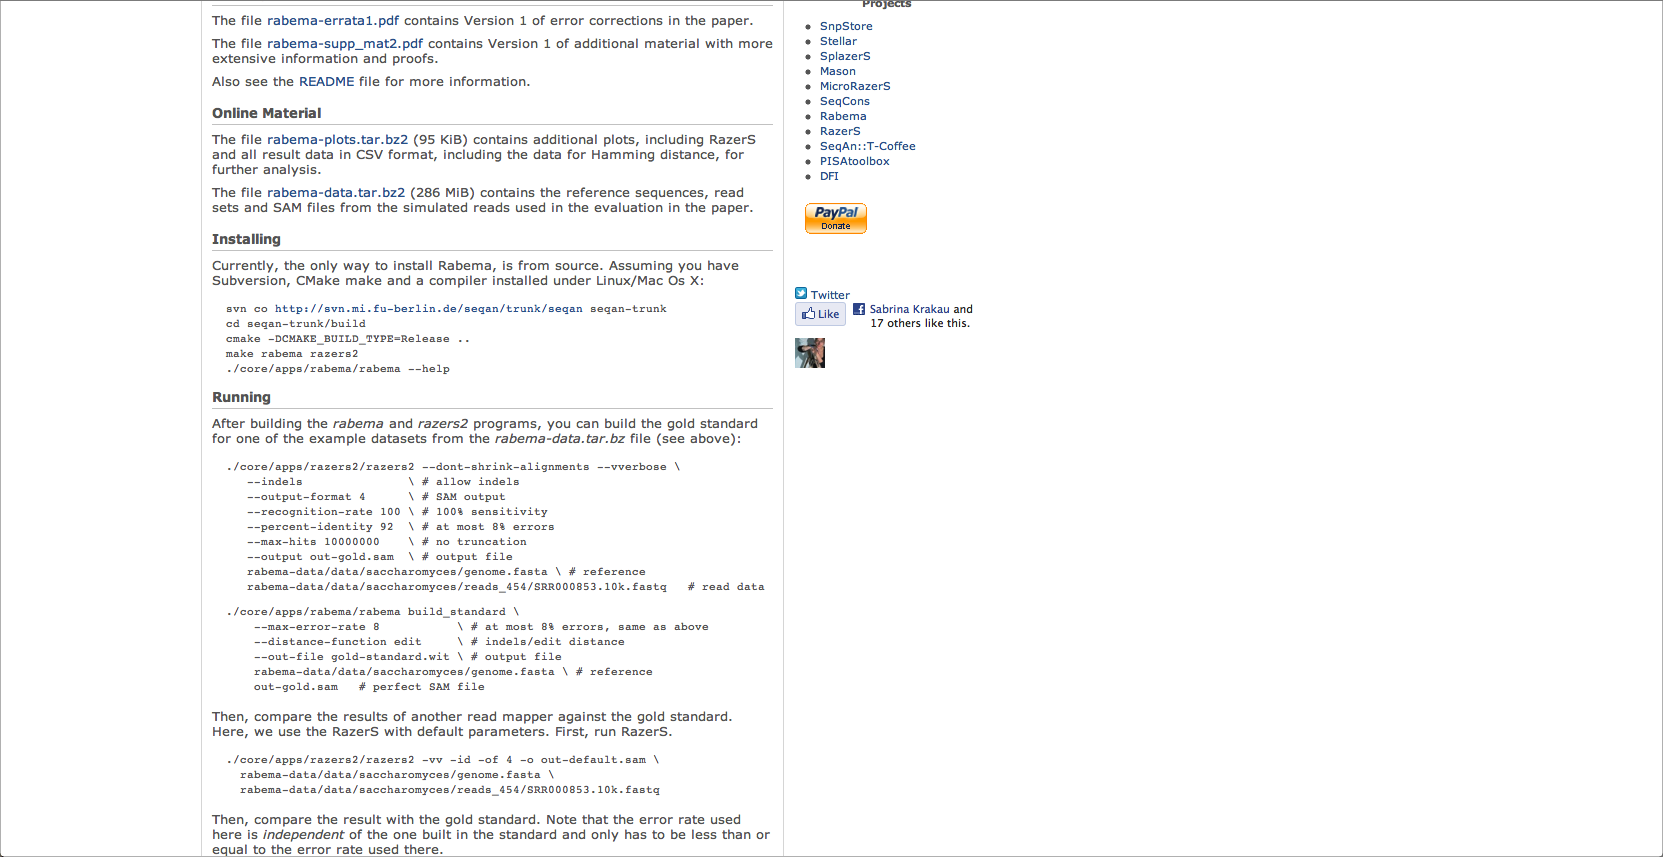 The file rabema-errata1.pdf contains Version 1 of error corrections in the paper.
The file rabema-supp_mat2.pdf contains Version 1 of additional material with more
extensive information and proofs.
Also see the README file for more information.
Online Material
The file rabema-plots.tar.bz2 (95 KiB) contains additional plots, including RazerS
and all result data in CSV format, including the data for Hamming distance, for
further analysis.
The file rabema-data.tar.bz2 (286 MiB) contains the reference sequences, read
sets and SAM files from the simulated reads used in the evaluation in the paper.
Installing
Currently, the only way to install Rabema, is from source. Assuming you have
Subversion, CMake make and a compiler installed under Linux/Mac Os X:
svn co http://svn.mi.fu-berlin.de/seqan/trunk/seqan seqan-trunk
cd seqan-trunk/build
cmake -DCMAKE_BUILD_TYPE=Release ..
make rabema razers2
./core/apps/rabema/rabema --help
Running
After building the rabema and razers2 programs, you can build the gold standard
for one of the example datasets from the rabema-data.tar.bz file (see above):
./core/apps/razers2/razers2 --dont-shrink-alignments --vverbose \
--indels \ # allow indels
--output-format 4 \ # SAM output
--recognition-rate 100 \ # 100% sensitivity
--percent-identity 92 \ # at most 8% errors
--max-hits 10000000 \ # no truncation
--output out-gold.sam \ # output file
rabema-data/data/saccharomyces/genome.fasta \ # reference
rabema-data/data/saccharomyces/reads_454/SRR000853.10k.fastq # read data
./core/apps/rabema/rabema build_standard \
--max-error-rate 8 \ # at most 8% errors, same as above
--distance-function edit \ # indels/edit distance
--out-file gold-standard.wit \ # output file
rabema-data/data/saccharomyces/genome.fasta \ # reference
out-gold.sam # perfect SAM file
Then, compare the results of another read mapper against the gold standard.
Here, we use the RazerS with default parameters. First, run RazerS.
./core/apps/razers2/razers2 -vv -id -of 4 -o out-default.sam \
rabema-data/data/saccharomyces/genome.fasta \
rabema-data/data/saccharomyces/reads_454/SRR000853.10k.fastq
Then, compare the result with the gold standard. Note that the error rate used
here is independent of the one built in the standard and only has to be less than or
equal to the error rate used there.
Projects
SnpStore
Stellar
SplazerS
Mason
MicroRazerS
SeqCons
Rabema
RazerS
SeqAn::T-Coffee
PISAtoolbox
DFI
PayPal
Donate
Twitter
Like
Sabrina Krakau and
17 others like this.